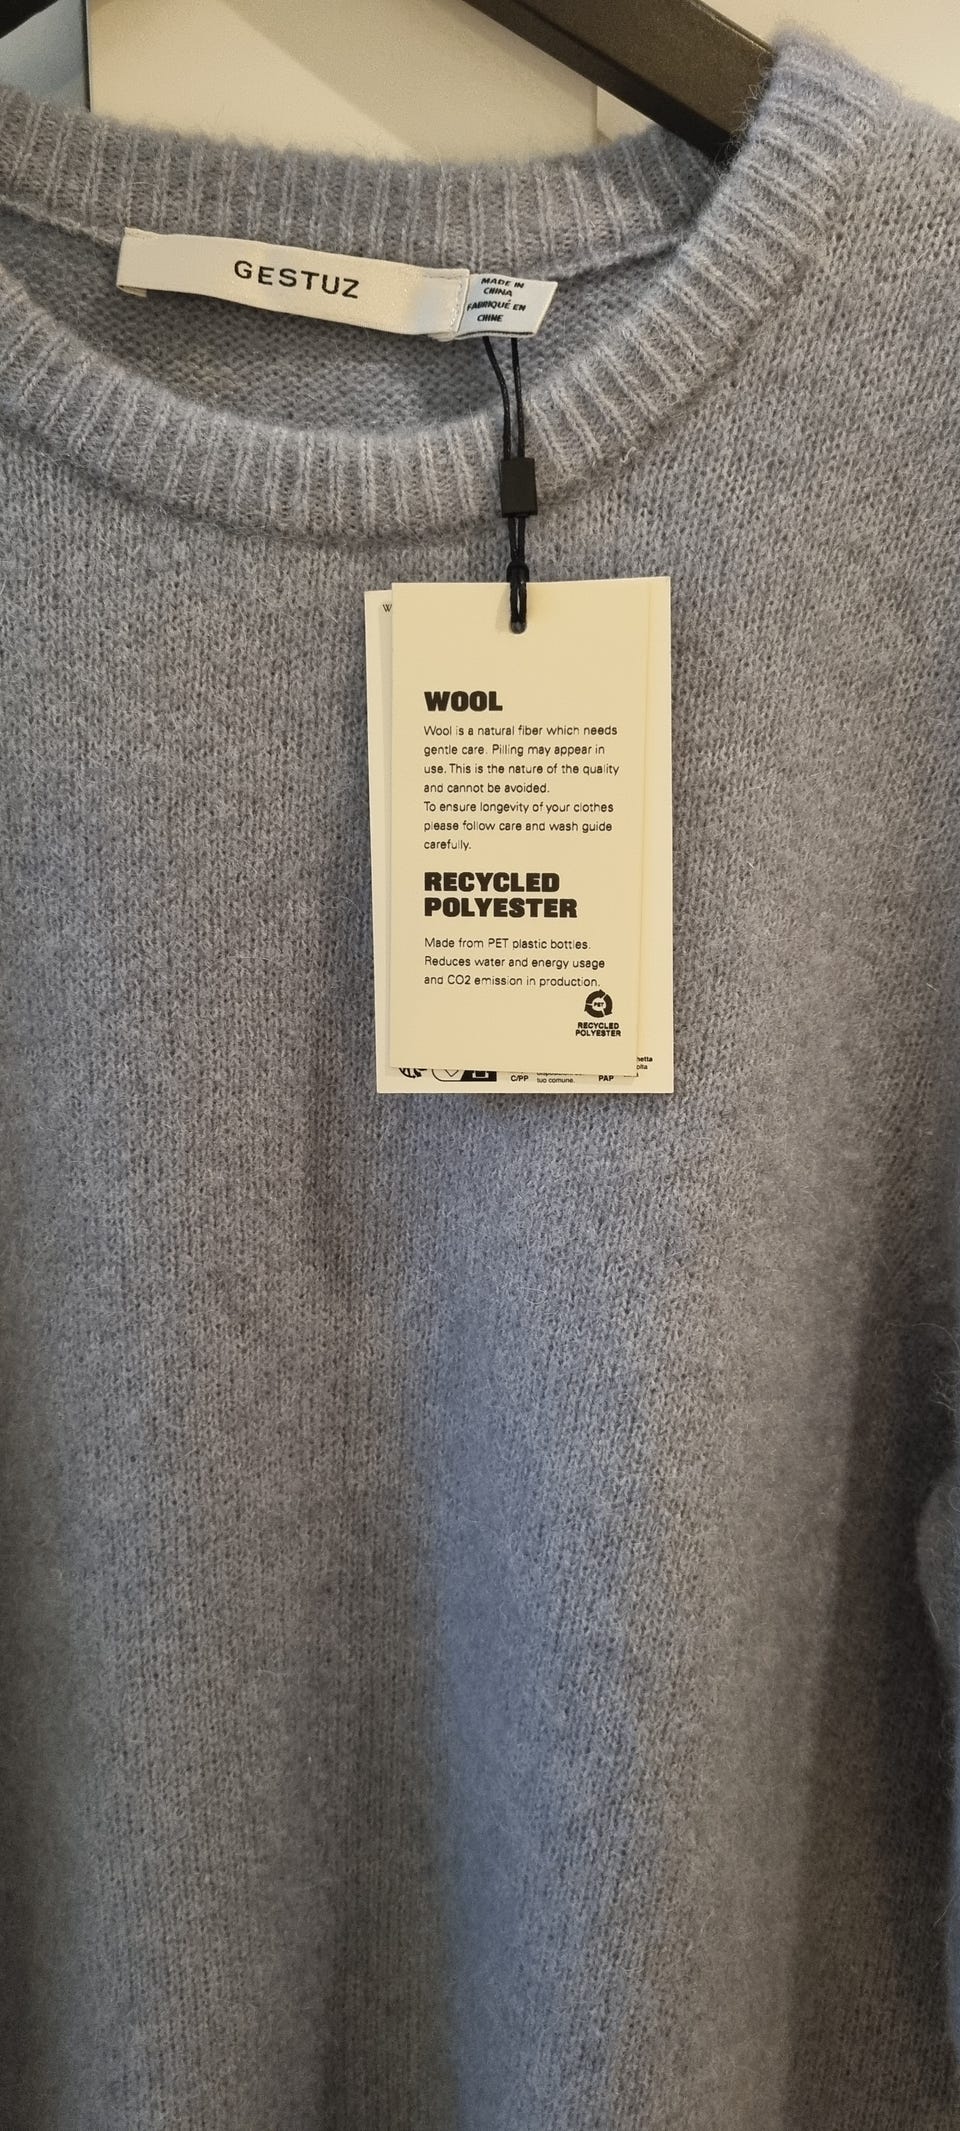 GESTUZ
MADE IN
CHINA
FABRIQUÉ EN
CHINE
W
WOOL
Wool is a natural fiber which needs
gentle care. Pilling may appear in
use. This is the nature of the quality
and cannot be avoided.
To ensure longevity of your clothes
please follow care and wash guide
carefully.
RECYCLED
POLYESTER
Made from PET plastic bottles.
Reduces water and energy usage
and CO2 emission in production.
PET
RECYCLED
POLYESTER
C/PP
tuo comune.
PAP